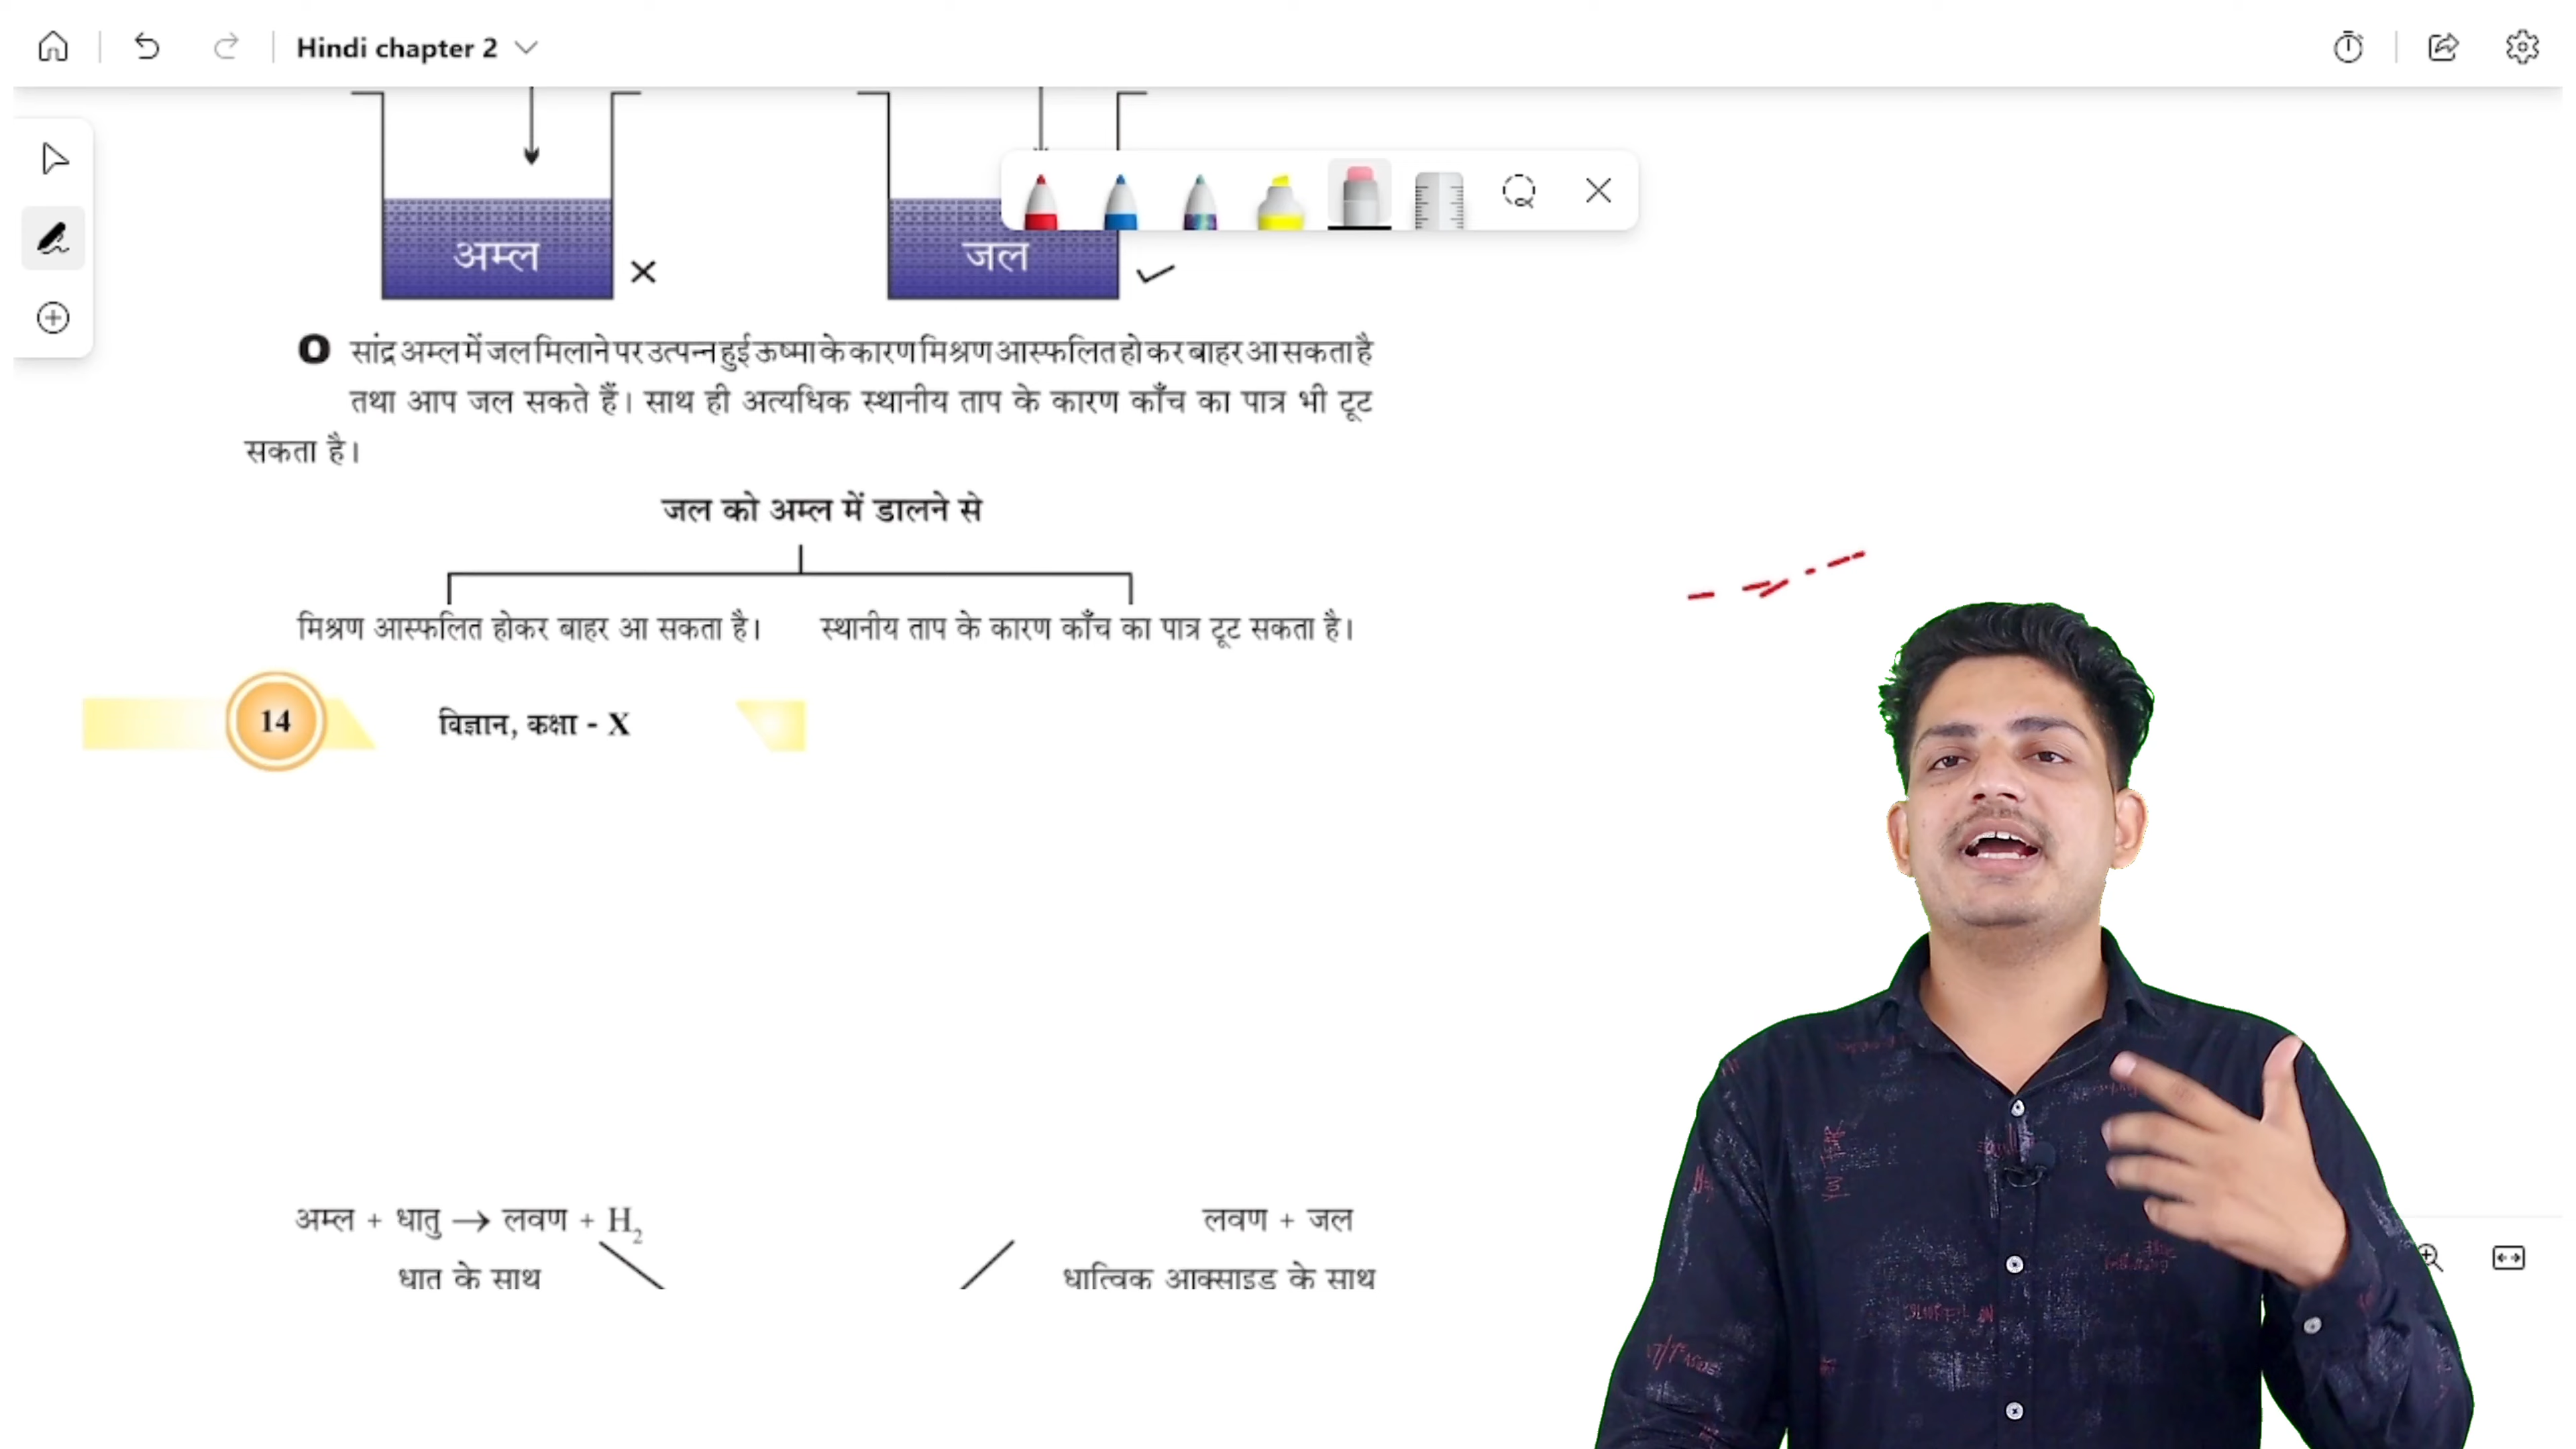 Hindi chapter 2
अम्ल
जल
सांद्र अम्ल में जल मिलाने पर उत्पन्न हुई ऊष्मा के कारण मिश्रण आस्फलित होकर बाहर आ सकता है
तथा आप जल सकते हैं। साथ ही अत्यधिक स्थानीय ताप के कारण काँच का पात्र भी टूट
सकता है।
जल को अम्ल में डालने से
मिश्रण आस्फलित होकर बाहर आ सकता है। स्थानीय ताप के कारण काँच का पात्र टूट सकता है।
14 विज्ञान, कक्षा - X
अम्ल + धातु → लवण + H₂ लवण + जल
धात के साथ धात्विक आक्साइड के साथ